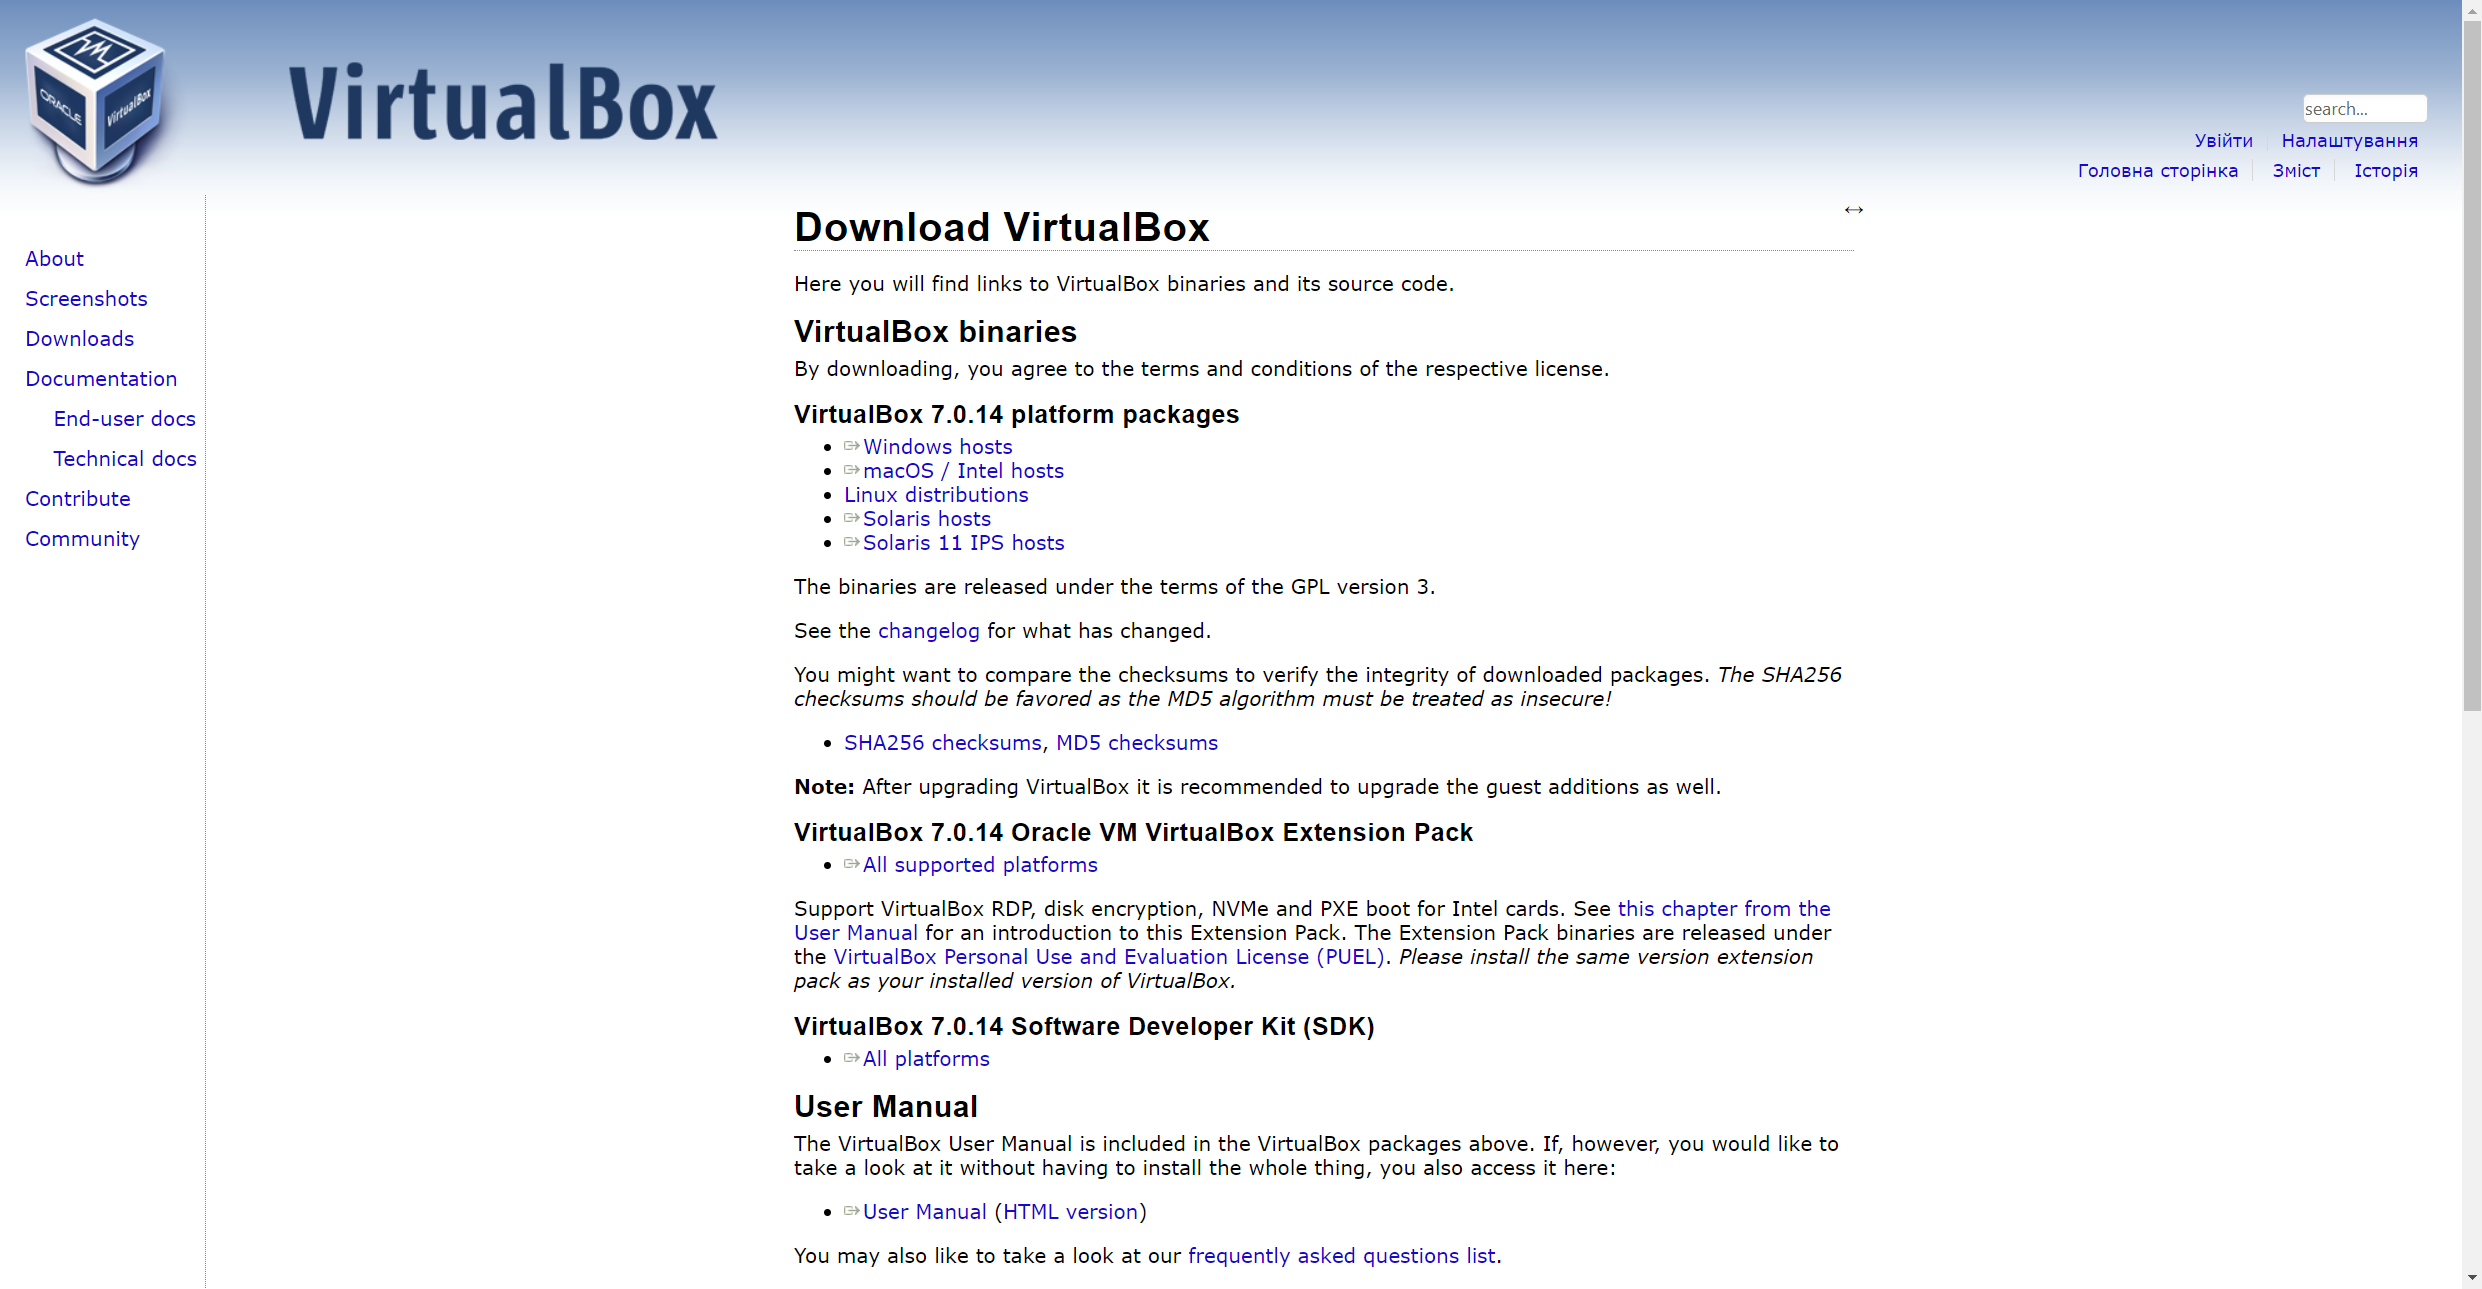 ORACLE
VirtualBox
VirtualBox
search...
Увійти
Налаштування
Головна сторінка
Зміст
Історія
About
Screenshots
Downloads
Documentation
End-user docs
Technical docs
Contribute
Community
Download VirtualBox
Here you will find links to VirtualBox binaries and its source code.
VirtualBox binaries
By downloading, you agree to the terms and conditions of the respective license.
VirtualBox 7.0.14 platform packages
Windows hosts
macOS / Intel hosts
Linux distributions
Solaris hosts
Solaris 11 IPS hosts
The binaries are released under the terms of the GPL version 3.
See the changelog for what has changed.
You might want to compare the checksums to verify the integrity of downloaded packages. The SHA256
checksums should be favored as the MD5 algorithm must be treated as insecure!
SHA256 checksums, MD5 checksums
Note: After upgrading VirtualBox it is recommended to upgrade the guest additions as well.
VirtualBox 7.0.14 Oracle VM VirtualBox Extension Pack
All supported platforms
Support VirtualBox RDP, disk encryption, NVMe and PXE boot for Intel cards. See this chapter from the
User Manual for an introduction to this Extension Pack. The Extension Pack binaries are released under
the VirtualBox Personal Use and Evaluation License (PUEL). Please install the same version extension
pack as your installed version of VirtualBox.
VirtualBox 7.0.14 Software Developer Kit (SDK)
All platforms
User Manual
The VirtualBox User Manual is included in the VirtualBox packages above. If, however, you would like to
take a look at it without having to install the whole thing, you also access it here:
User Manual (HTML version)
You may also like to take a look at our frequently asked questions list.